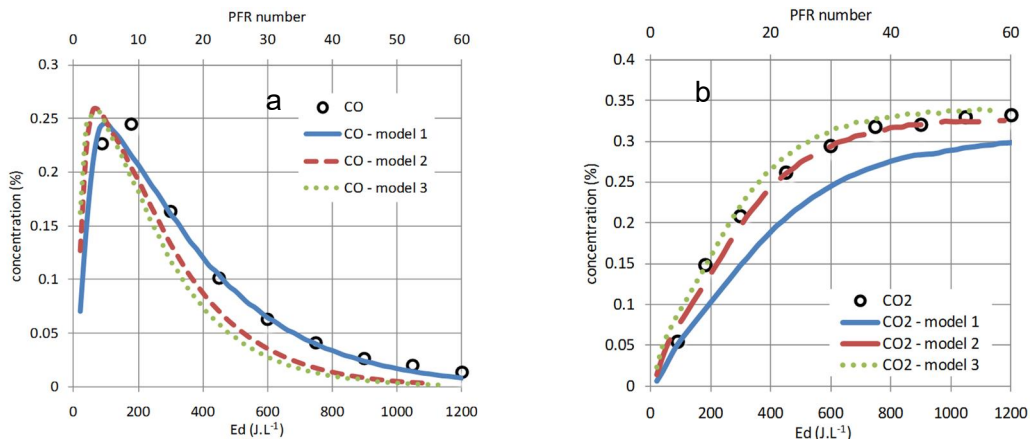 PFR number
0 10 20 30 40 50 60
0.3
0.25
0.2
0.15
0.1
0.05
0
concentration (%)
a
CO
CO - model 1
CO - model 2
CO - model 3
0 200 400 600 800 1000 1200
Ed (J.L-1)
PFR number
0 20 40 60
0.4
0.35
0.3
0.25
0.2
0.15
0.1
0.05
0
concentration (%)
b
CO2
CO2 - model 1
CO2 - model 2
CO2 - model 3
0 200 400 600 800 1000 1200
Ed (J.L-1)